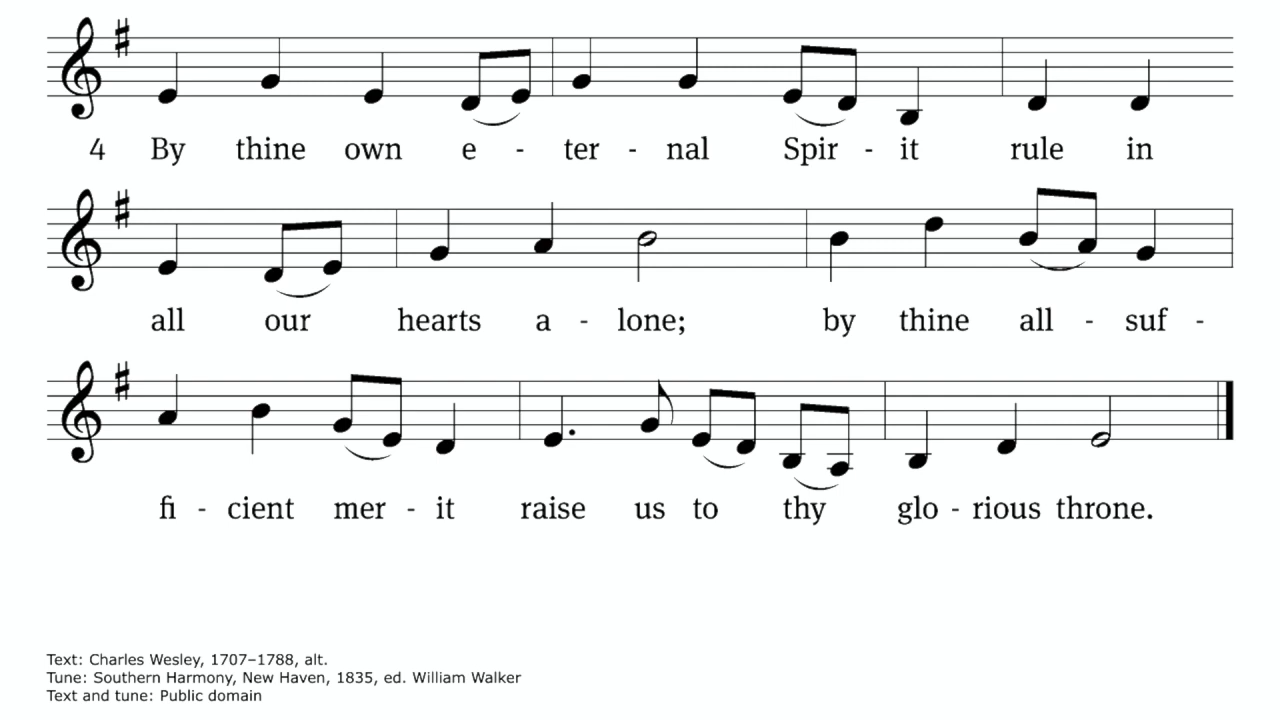 4 By thine own e - ter - nal Spir - it rule in
all our hearts a - lone; by thine all - suf -
fi - cient mer - it raise us to thy glo - rious throne.
Text: Charles Wesley, 1707–1788, alt.
Tune: Southern Harmony, New Haven, 1835, ed. William Walker
Text and tune: Public domain